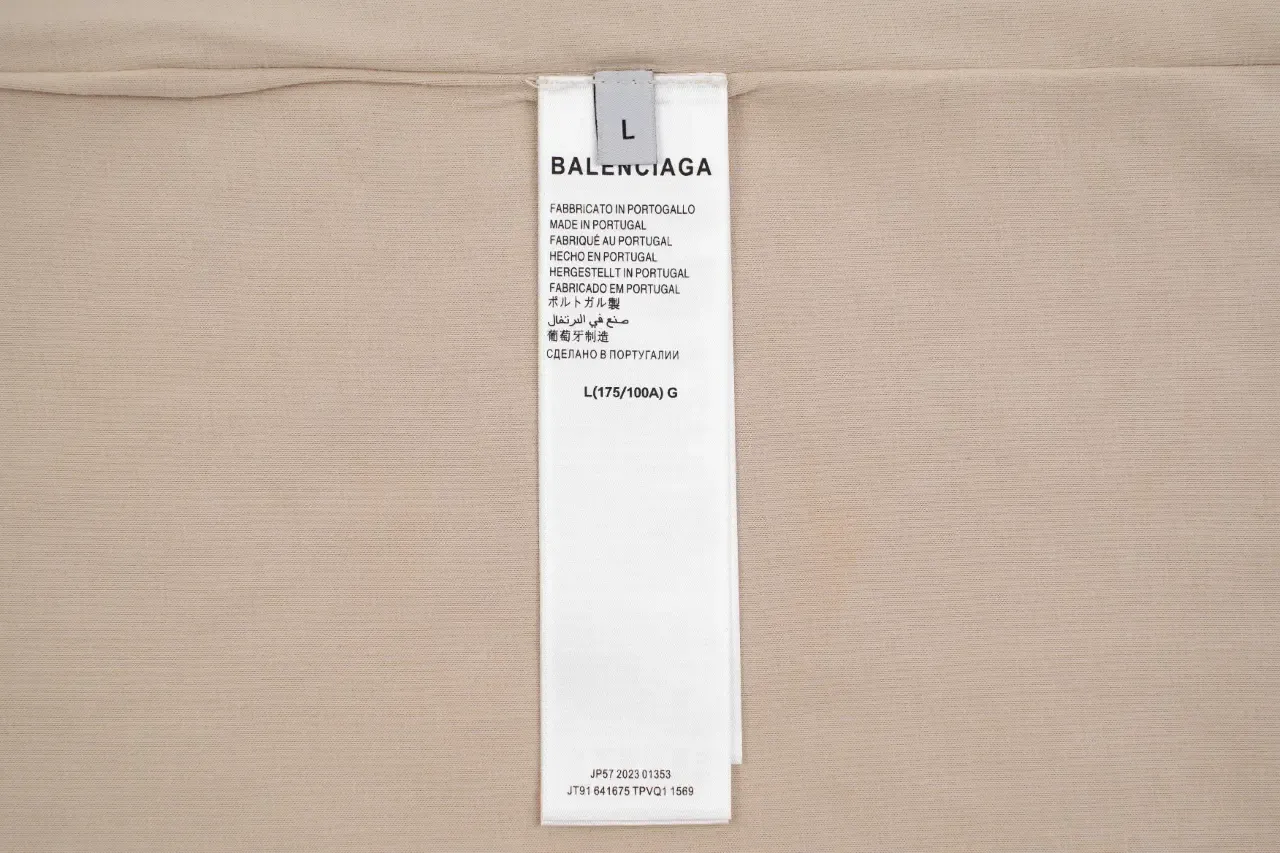 L
BALENCIAGA
FABBRICATO IN PORTOGALLO
MADE IN PORTUGAL
FABRIQUÉ AU PORTUGAL
HECHO EN PORTUGAL
HERGESTELLT IN PORTUGAL
FABRICADO EM PORTUGAL
ポルトガル製
صنع في البرتغال
葡萄牙制造
СДЕЛАНО В ПОРТУГАЛИИ
L(175/100A) G
JP57 2023 01353
JT91 641675 TPVQ1 1569